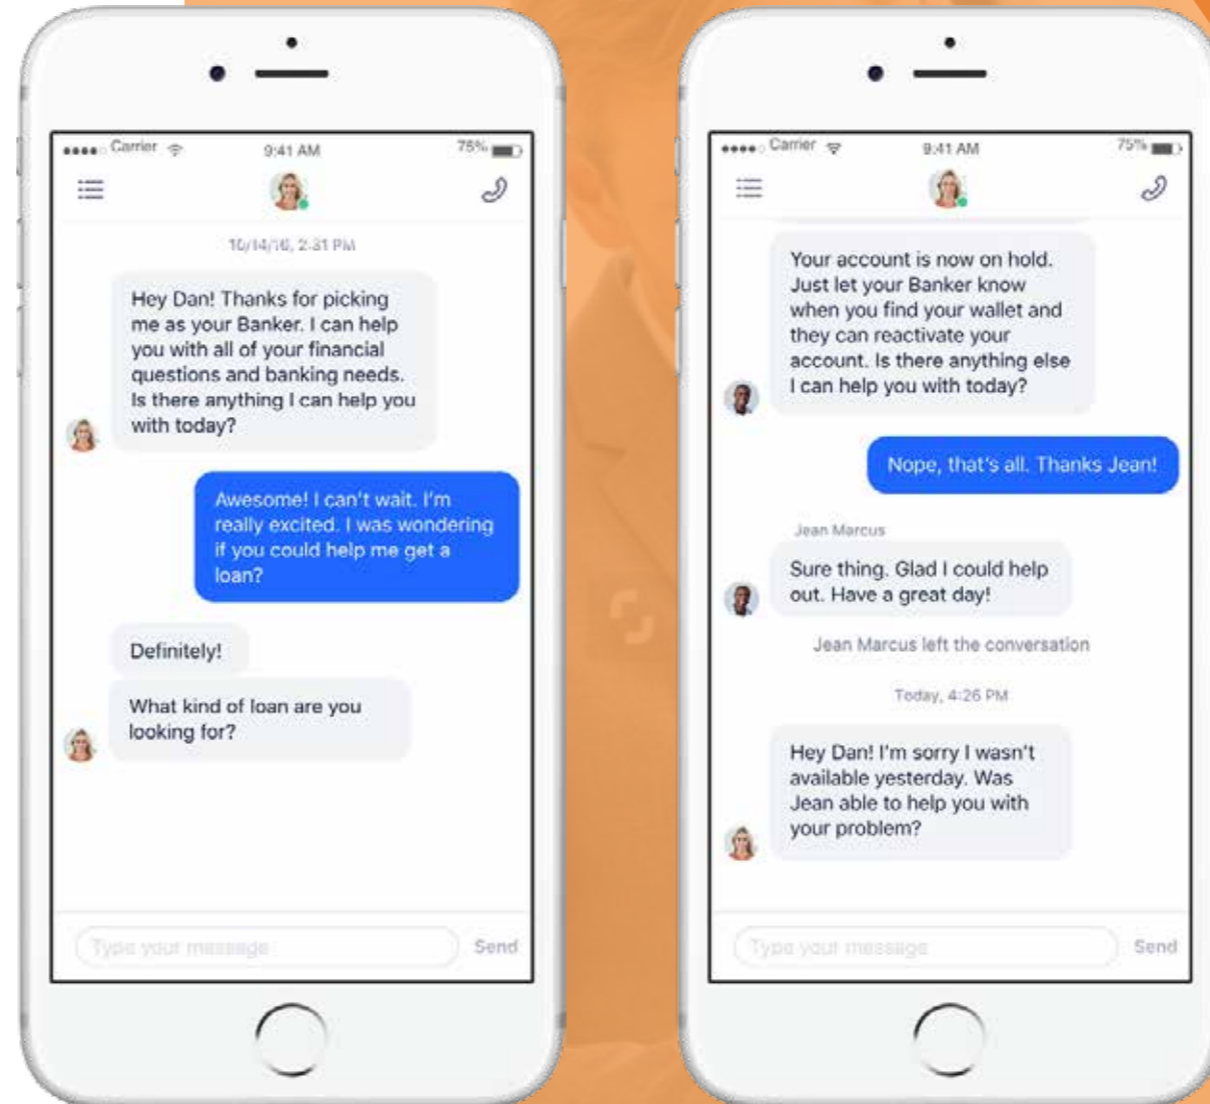 Carrier
9:41 AM
75%
10/14/16, 2:31 PM
Hey Dan! Thanks for picking
me as your Banker. I can help
you with all of your financial
questions and banking needs.
Is there anything I can help you
with today?
Awesome! I can't wait. I'm
really excited. I was wondering
if you could help me get a
loan?
Definitely!
What kind of loan are you
looking for?
Type your message
Send
Carrier
9:41 AM
75%
Your account is now on hold.
Just let your Banker know
when you find your wallet and
they can reactivate your
account. Is there anything else
I can help you with today?
Nope, that's all. Thanks Jean!
Jean Marcus
Sure thing. Glad I could help
out. Have a great day!
Jean Marcus left the conversation
Today, 4:26 PM
Hey Dan! I'm sorry I wasn't
available yesterday. Was
Jean able to help you with
your problem?
Type your message
Send